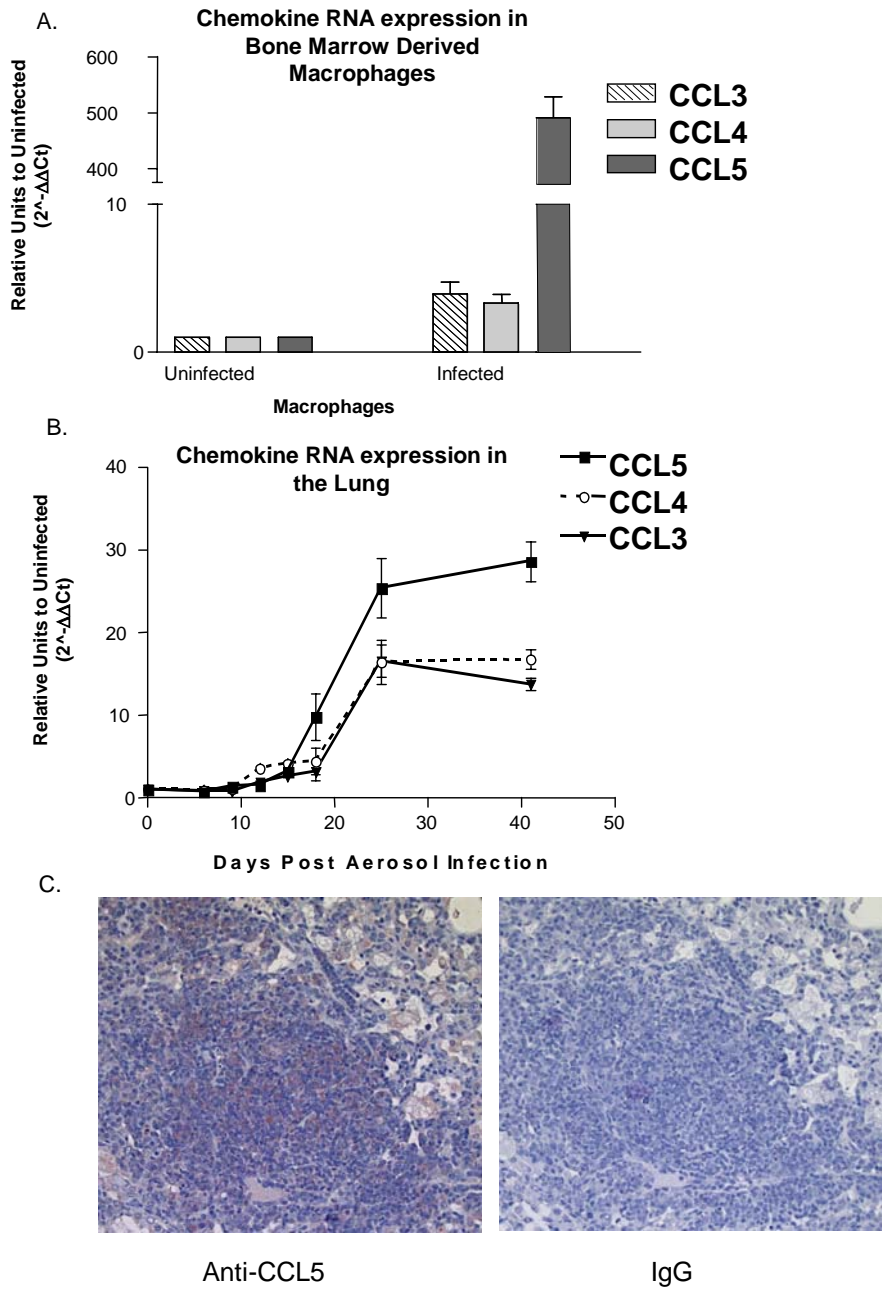 A.
Chemokine RNA expression in
Bone Marrow Derived
Macrophages
Relative Units to Uninfected
(2^-ΔΔCt)
600
500
400
10
0
CCL3
CCL4
CCL5
Uninfected
Infected
Macrophages
B.
Chemokine RNA expression in
the Lung
Relative Units to Uninfected
(2^-ΔΔCt)
40
30
20
10
0
CCL5
CCL4
CCL3
0
10
20
30
40
50
Days Post Aerosol Infection
C.
Anti-CCL5
IgG